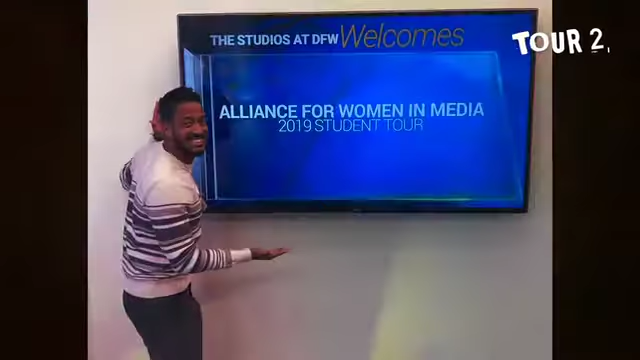 THE STUDIOS AT DFW Welcomes
TOUR 2.
ALLIANCE FOR WOMEN IN MEDIA
2019 STUDENT TOUR